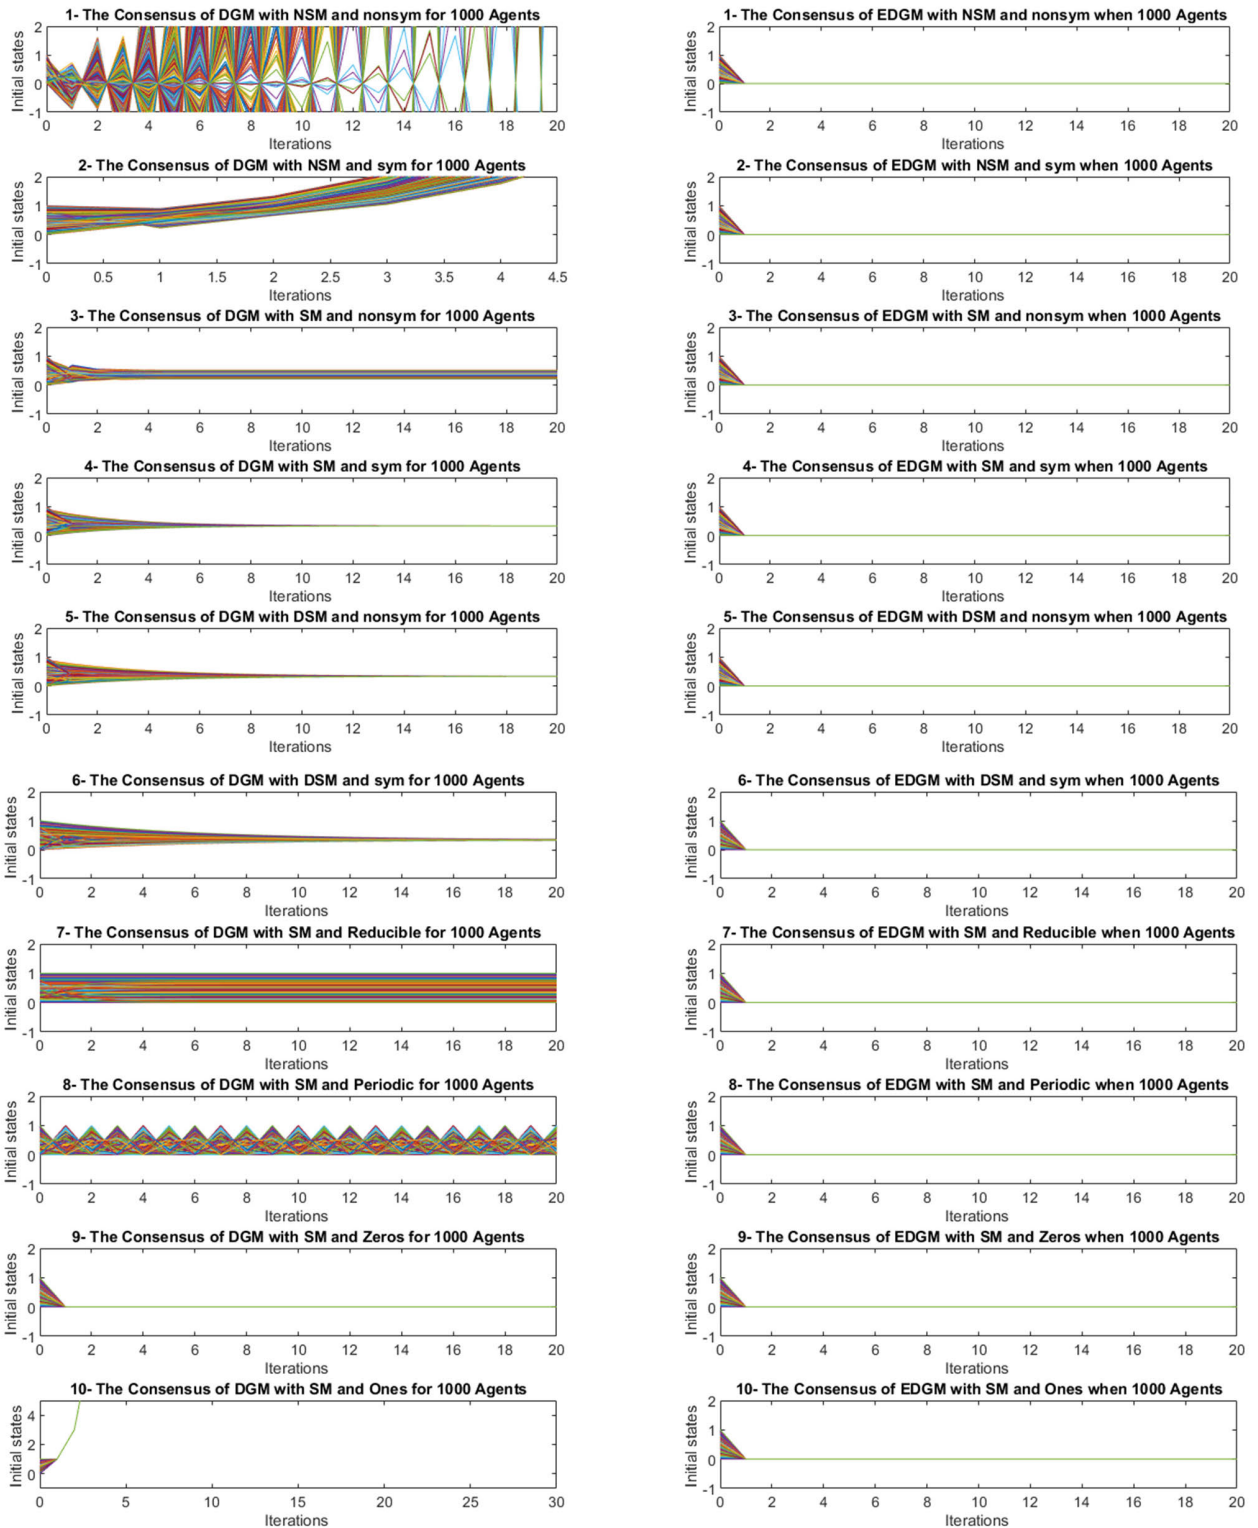 1- The Consensus of DGM with NSM and nonsym for 1000 Agents
Initial states
2
1
0
-1
0 2 4 6 8 10 12 14 16 18 20
Iterations
1- The Consensus of EDGM with NSM and nonsym when 1000 Agents
Initial states
2
1
0
-1
0 2 4 6 8 10 12 14 16 18 20
Iterations
2- The Consensus of DGM with NSM and sym for 1000 Agents
Initial states
2
1
0
-1
0 0.5 1 1.5 2 2.5 3 3.5 4 4.5
Iterations
2- The Consensus of EDGM with NSM and sym when 1000 Agents
Initial states
2
1
0
-1
0 2 4 6 8 10 12 14 16 18 20
Iterations
3- The Consensus of DGM with SM and nonsym for 1000 Agents
Initial states
2
1
0
-1
0 2 4 6 8 10 12 14 16 18 20
Iterations
3- The Consensus of EDGM with SM and nonsym when 1000 Agents
Initial states
2
1
0
-1
0 2 4 6 8 10 12 14 16 18 20
Iterations
4- The Consensus of DGM with SM and sym for 1000 Agents
Initial states
2
1
0
-1
0 2 4 6 8 10 12 14 16 18 20
Iterations
4- The Consensus of EDGM with SM and sym when 1000 Agents
Initial states
2
1
0
-1
0 2 4 6 8 10 12 14 16 18 20
Iterations
5- The Consensus of DGM with DSM and nonsym for 1000 Agents
Initial states
2
1
0
-1
0 2 4 6 8 10 12 14 16 18 20
Iterations
5- The Consensus of EDGM with DSM and nonsym when 1000 Agents
Initial states
2
1
0
-1
0 2 4 6 8 10 12 14 16 18 20
Iterations
6- The Consensus of DGM with DSM and sym for 1000 Agents
Initial states
2
1
0
-1
0 2 4 6 8 10 12 14 16 18 20
Iterations
6- The Consensus of EDGM with DSM and sym when 1000 Agents
Initial states
2
1
0
-1
0 2 4 6 8 10 12 14 16 18 20
Iterations
7- The Consensus of DGM with SM and Reducible for 1000 Agents
Initial states
2
1
0
-1
0 2 4 6 8 10 12 14 16 18 20
Iterations
7- The Consensus of EDGM with SM and Reducible when 1000 Agents
Initial states
2
1
0
-1
0 2 4 6 8 10 12 14 16 18 20
Iterations
8- The Consensus of DGM with SM and Periodic for 1000 Agents
Initial states
2
1
0
-1
0 2 4 6 8 10 12 14 16 18 20
Iterations
8- The Consensus of EDGM with SM and Periodic when 1000 Agents
Initial states
2
1
0
-1
0 2 4 6 8 10 12 14 16 18 20
Iterations
9- The Consensus of DGM with SM and Zeros for 1000 Agents
Initial states
2
1
0
-1
0 2 4 6 8 10 12 14 16 18 20
Iterations
9- The Consensus of EDGM with SM and Zeros when 1000 Agents
Initial states
2
1
0
-1
0 2 4 6 8 10 12 14 16 18 20
Iterations
10- The Consensus of DGM with SM and Ones for 1000 Agents
Initial states
4
2
0
0 5 10 15 20 25 30
Iterations
10- The Consensus of EDGM with SM and Ones when 1000 Agents
Initial states
2
1
0
-1
0 2 4 6 8 10 12 14 16 18 20
Iterations